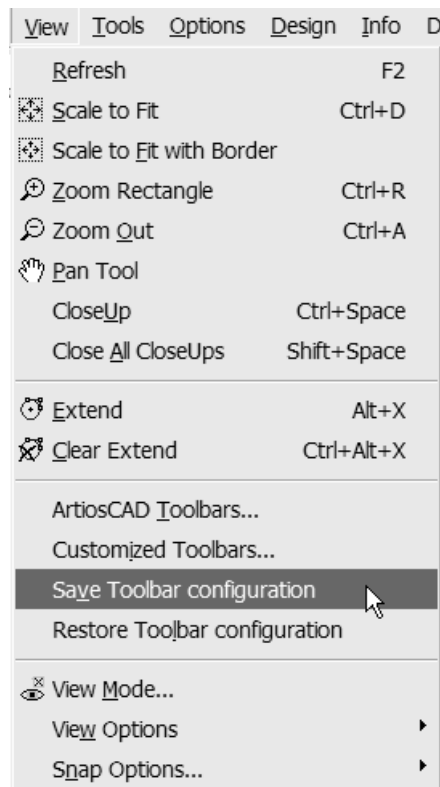 View Tools Options Design Info D
Refresh F2
Scale to Fit Ctrl+D
Scale to Fit with Border
Zoom Rectangle Ctrl+R
Zoom Out Ctrl+A
Pan Tool
CloseUp Ctrl+Space
Close All CloseUps Shift+Space
Extend Alt+X
Clear Extend Ctrl+Alt+X
ArtiosCAD Toolbars...
Customized Toolbars...
Save Toolbar configuration
Restore Toolbar configuration
View Mode...
View Options
Snap Options...